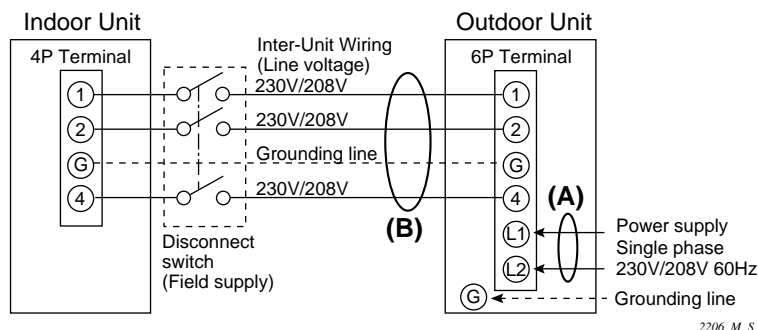 Indoor Unit
Outdoor Unit
4P Terminal
Inter-Unit Wiring
(Line voltage)
6P Terminal
1
230V/208V
1
2
230V/208V
2
G
Grounding line
G
4
230V/208V
4
(A)
(B)
Disconnect
switch
(Field supply)
L1
L2
Power supply
Single phase
230V/208V 60Hz
G
Grounding line
2206_M_S